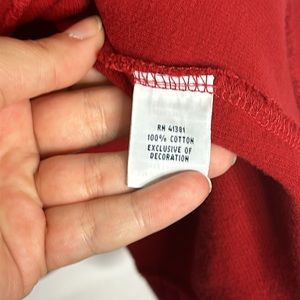 RN 41381
100% COTTON
EXCLUSIVE OF
DECORATION